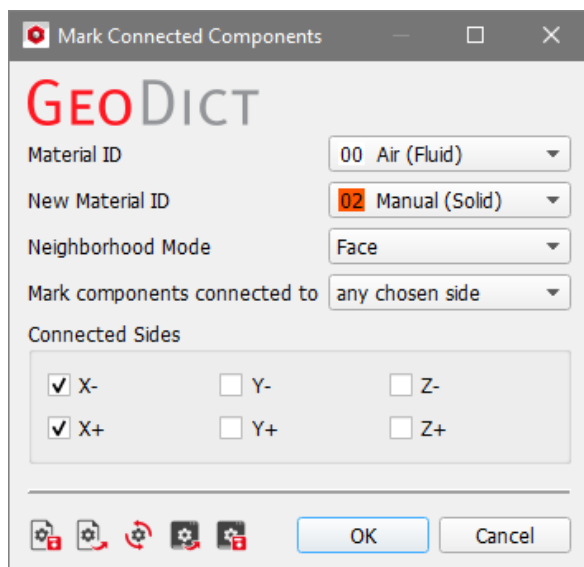 Mark Connected Components
GEODICT
Material ID 00 Air (Fluid)
New Material ID 02 Manual (Solid)
Neighborhood Mode Face
Mark components connected to any chosen side
Connected Sides
X- Y- Z-
X+ Y+ Z+
OK Cancel